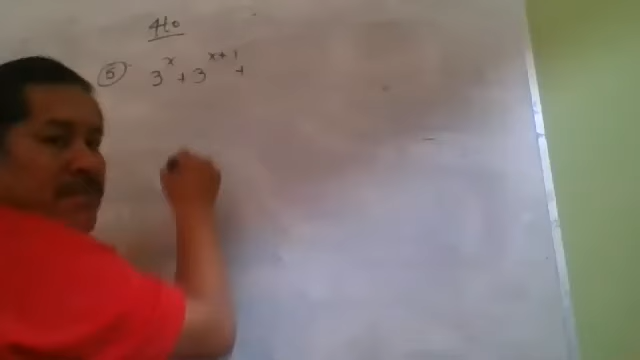 4to
⑤ 3^x + 3^{x+1} +